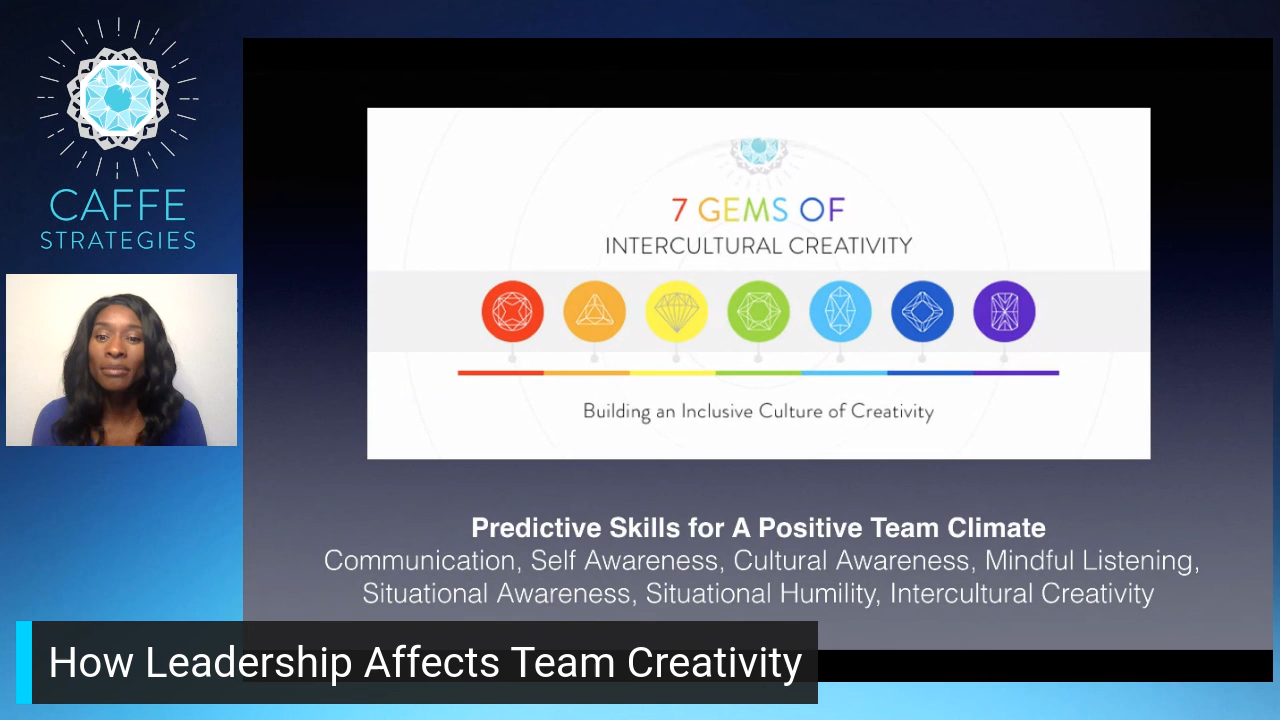 CAFFE
STRATEGIES
7 GEMS OF
INTERCULTURAL CREATIVITY
Building an Inclusive Culture of Creativity
Predictive Skills for A Positive Team Climate
Communication, Self Awareness, Cultural Awareness, Mindful Listening,
Situational Awareness, Situational Humility, Intercultural Creativity
How Leadership Affects Team Creativity